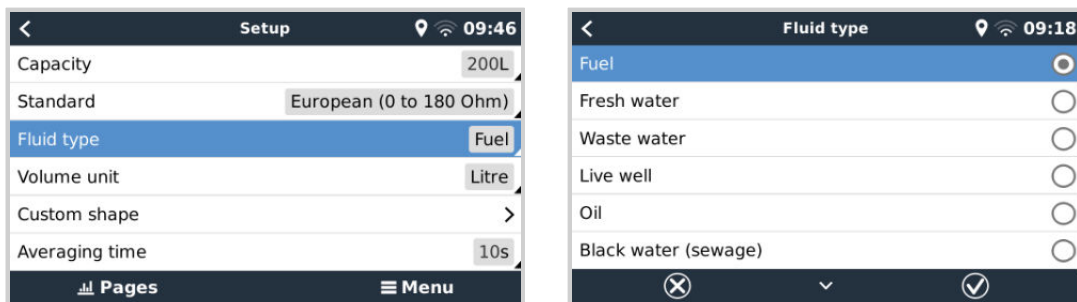 Setup 09:46
Capacity 200L
Standard European (0 to 180 Ohm)
Fluid type Fuel
Volume unit Litre
Custom shape
Averaging time 10s
Pages Menu
Fluid type 09:18
Fuel
Fresh water
Waste water
Live well
Oil
Black water (sewage)